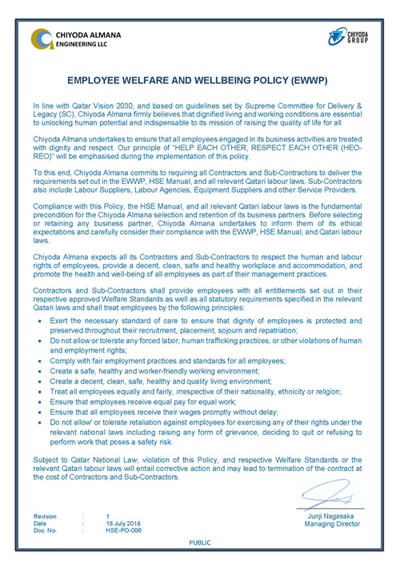 CHIYODA ALMANA
ENGINEERING LLC
CHIYODA
GROUP
EMPLOYEE WELFARE AND WELLBEING POLICY (EWWP)
In line with Qatar Vision 2030, and based on guidelines set by Supreme Committee for Delivery &
Legacy (SC), Chiyoda Almana firmly believes that dignified living and working conditions are essential
to unlocking human potential and indispensable to its mission of raising the quality of life for all.
Chiyoda Almana undertakes to ensure that all employees engaged in its business activities are treated
with dignity and respect. Our principle of "HELP EACH OTHER, RESPECT EACH OTHER (HEO-
REO)" will be emphasised during the implementation of this policy.
To this end, Chiyoda Almana commits to requiring all Contractors and Sub-Contractors to deliver the
requirements set out in the EWWP, HSE Manual, and all relevant Qatari labour laws. Sub-Contractors
also include Labour Suppliers, Labour Agencies, Equipment Suppliers and other Service Providers.
Compliance with this Policy, the HSE Manual, and all relevant Qatari labour laws is the fundamental
precondition for the Chiyoda Almana selection and retention of its business partners. Before selecting
or retaining any business partner, Chiyoda Almana undertakes to inform them of its ethical
expectations and carefully consider their compliance with the EWWP, HSE Manual, and Qatari labour
laws.
Chiyoda Almana expects all its Contractors and Sub-Contractors to respect the human and labour
rights of employees, provide a decent, clean, safe and healthy workplace and accommodation, and
promote the health and well-being of all employees as part of their management practices.
Contractors and Sub-Contractors shall provide employees with all entitlements set out in their
respective approved Welfare Standards as well as all statutory requirements specified in the relevant
Qatari laws and shall treat employees by the following principles:
• Exert the necessary standard of care to ensure that dignity of employees is protected and
preserved throughout their recruitment, placement, sojourn and repatriation;
• Do not allow or tolerate any forced labor, human trafficking practices, or other violations of human
and employment rights;
• Comply with fair employment practices and standards for all employees;
• Create a safe, healthy and worker-friendly working environment;
• Create a decent, clean, safe, healthy and quality living environment;
• Treat all employees equally and fairly, irrespective of their nationality, ethnicity or religion;
• Ensure that employees receive equal pay for equal work;
• Ensure that all employees receive their wages promptly without delay;
• Do not allow' or tolerate retaliation against employees for exercising any of their rights under the
relevant national laws including raising any form of grievance, deciding to quit or refusing to
perform work that poses a safety risk.
Subject to Qatar National Law, violation of this Policy, and respective Welfare Standards or the
relevant Qatari labour laws will entail corrective action and may lead to termination of the contract at
the cost of Contractors and Sub-Contractors.
Junji Nagasaka
Managing Director
Revision : 1
Date : 18 July 2018
Doc. No. : HSE-PO-006
PUBLIC